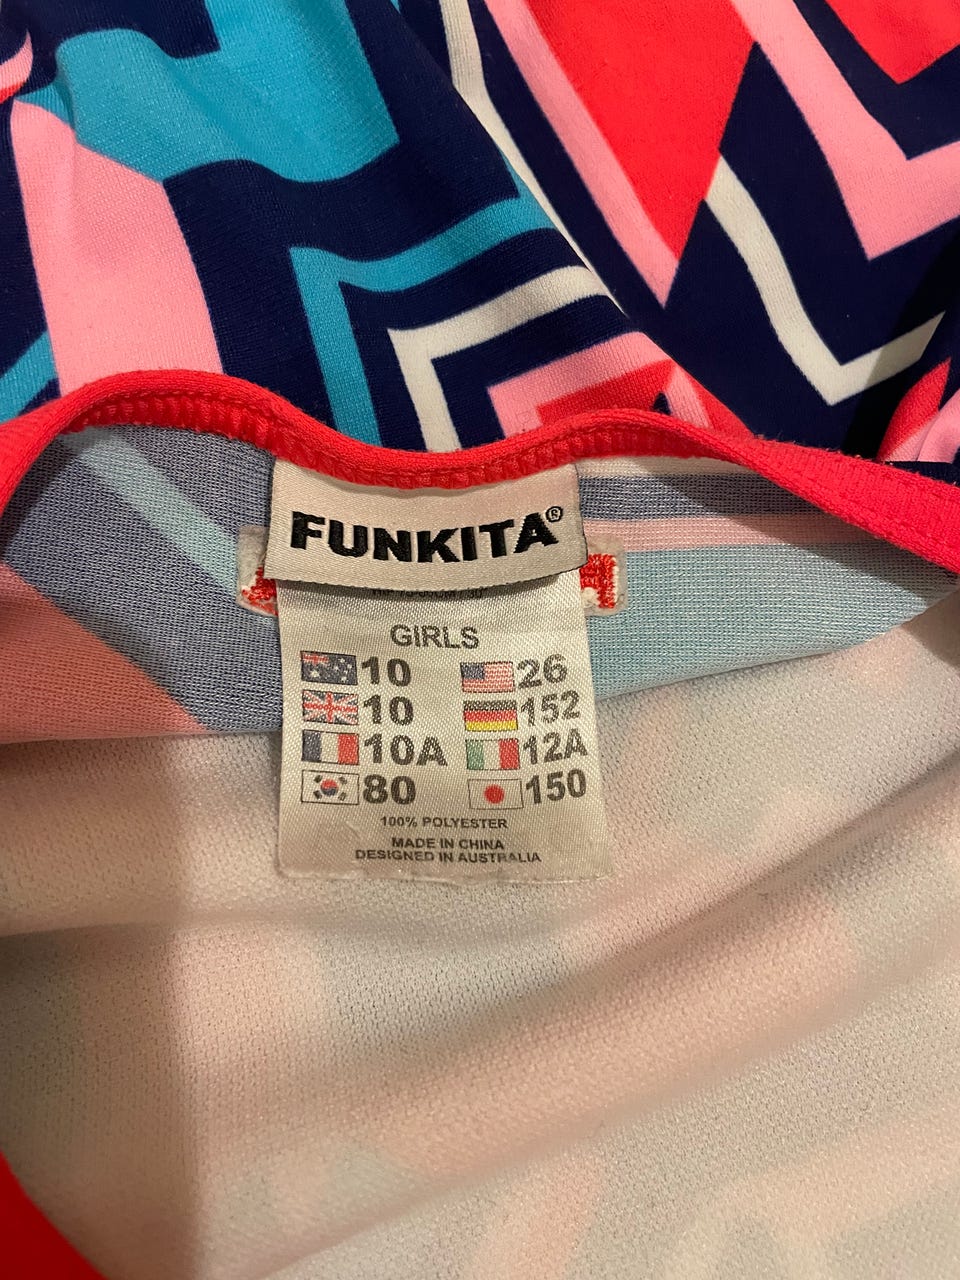 FUNKITA®
GIRLS
10 26
10 152
10A 12A
80 150
100% POLYESTER
MADE IN CHINA
DESIGNED IN AUSTRALIA